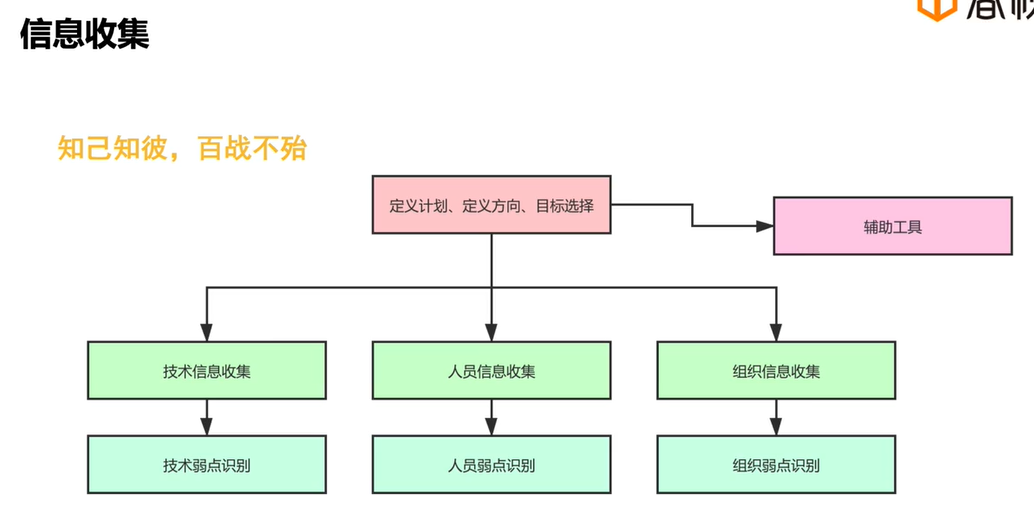 信息收集
知己知彼，百战不殆
定义计划、定义方向、目标选择
辅助工具
技术信息收集
人员信息收集
组织信息收集
技术弱点识别
人员弱点识别
组织弱点识别